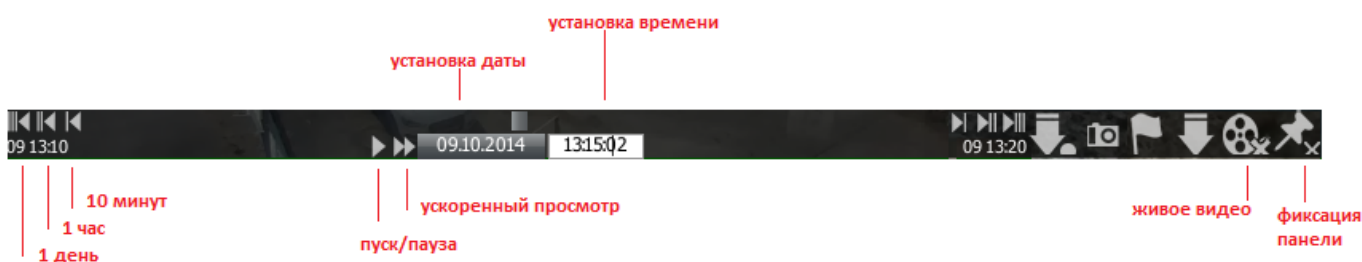 установка времени
установка даты
09 13:10
09.10.2014
13:15:02
09 13:20
10 минут
1 час
1 день
ускоренный просмотр
пуск/пауза
живое видео
фиксация
панели